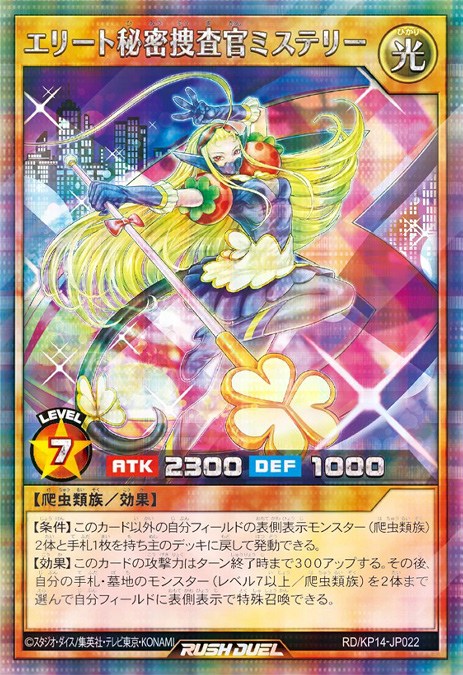 エリート秘密捜査官ミステリー
ひかり
光
LEVEL
7
ATK 2300 DEF 1000
【爬虫類族/効果】
【条件】このカード以外の自分フィールドの表側表示モンスター(爬虫類族)
2体と手札1枚を持ち主のデッキに戻して発動できる。
【効果】このカードの攻撃力はターン終了時まで300アップする。その後、
自分の手札・墓地のモンスター(レベル7以上/爬虫類族)を2体まで
選んで自分フィールドに表側表示で特殊召喚できる。
©スタジオ・ダイス/集英社・テレビ東京・KONAMI
RUSH DUEL
RD/KP14-JP022